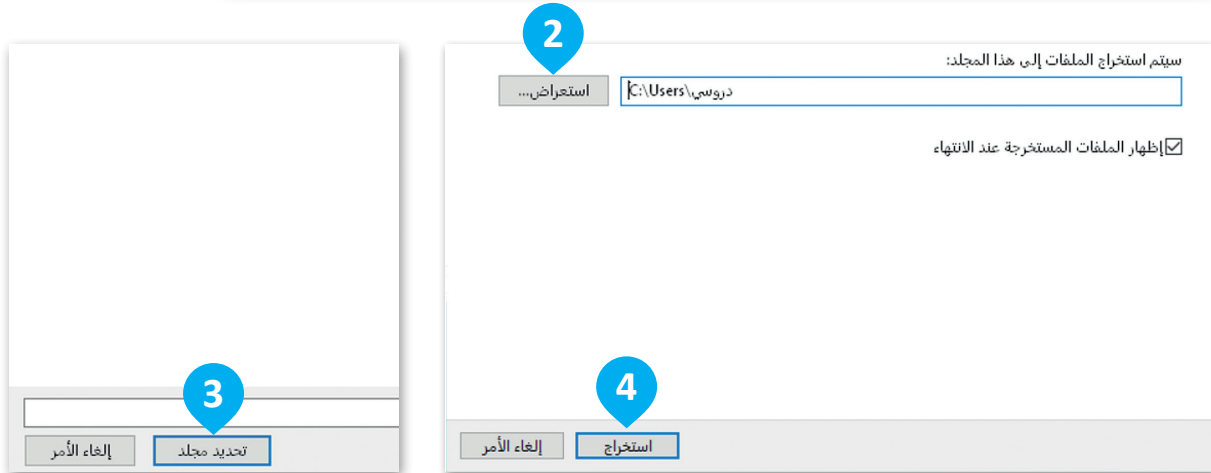 2
سيتم استخراج الملفات إلى هذا المجلد:
C:\Users\دروسي
استعراض...
إظهار الملفات المستخرجة عند الانتهاء
4
استخراج
إلغاء الأمر
3
تحديد مجلد
إلغاء الأمر